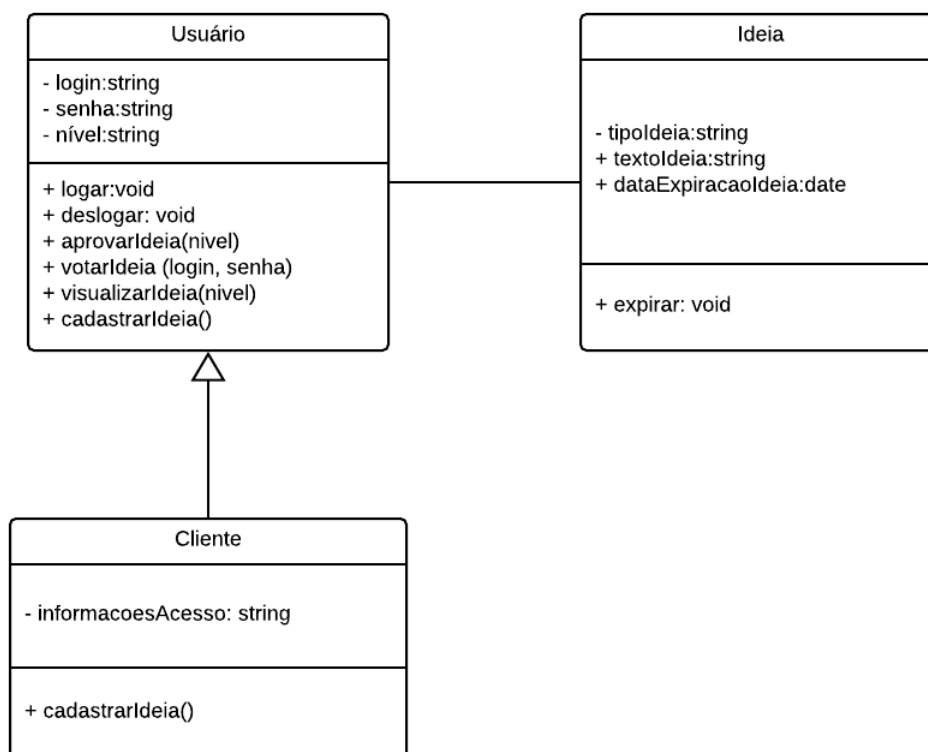 Usuário
- login:string
- senha:string
- nível:string
+ logar:void
+ deslogar: void
+ aprovarIdeia(nivel)
+ votarIdeia (login, senha)
+ visualizarIdeia(nivel)
+ cadastrarIdeia()
Ideia
- tipoIdeia:string
+ textoIdeia:string
+ dataExpiracaoIdeia:date
+ expirar: void
Cliente
- informacoesAcesso: string
+ cadastrarIdeia()